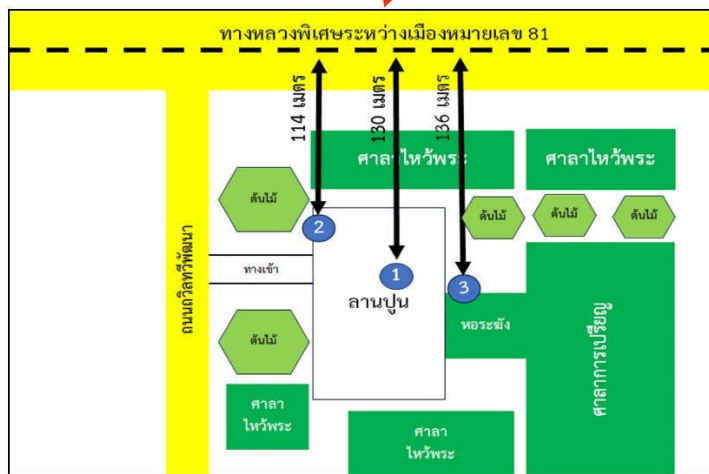 ทางหลวงพิเศษระหว่างเมืองหมายเลข 81
114 เมตร
130 เมตร
136 เมตร
ศาลาไหว้พระ
ศาลาไหว้พระ
ต้นไม้
ต้นไม้
ต้นไม้
ต้นไม้
2
ถนนถวิลทวีพัฒนา
ทางเข้า
1
3
ลานปูน
หอระฆัง
ศาลาการเปรียญ
ต้นไม้
ศาลา
ไหว้พระ
ศาลา
ไหว้พระ